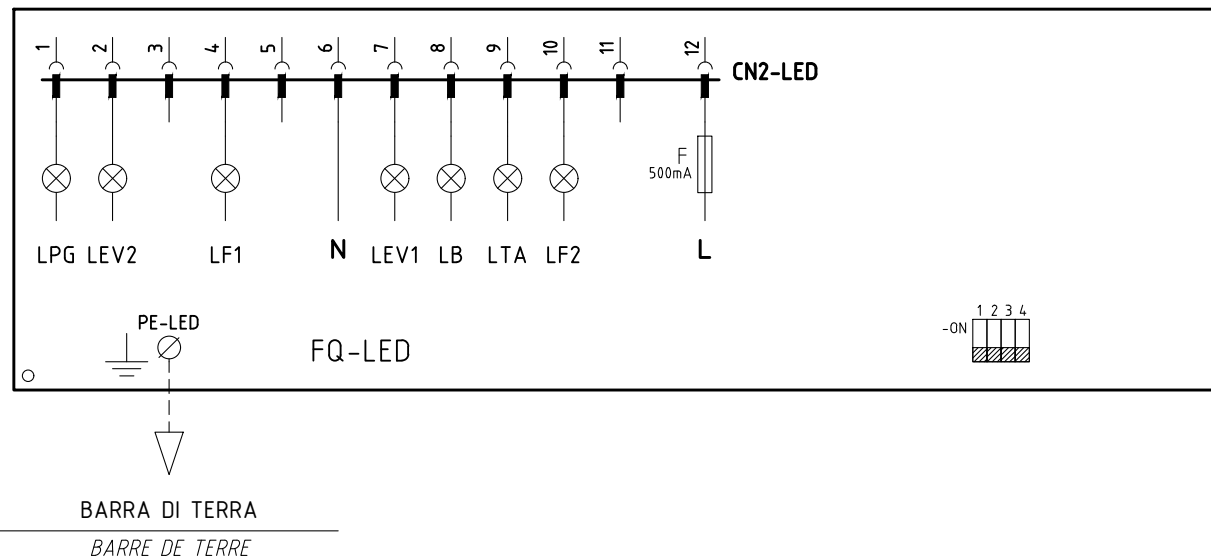 1 2 3 4 5 6 7 8 9 10 11 12
CN2-LED
F
500mA
LPG LEV2 LF1 N LEV1 LB LTA LF2 L
PE-LED
FQ-LED
1 2 3 4
-ON
BARRA DI TERRA
BARRE DE TERRE